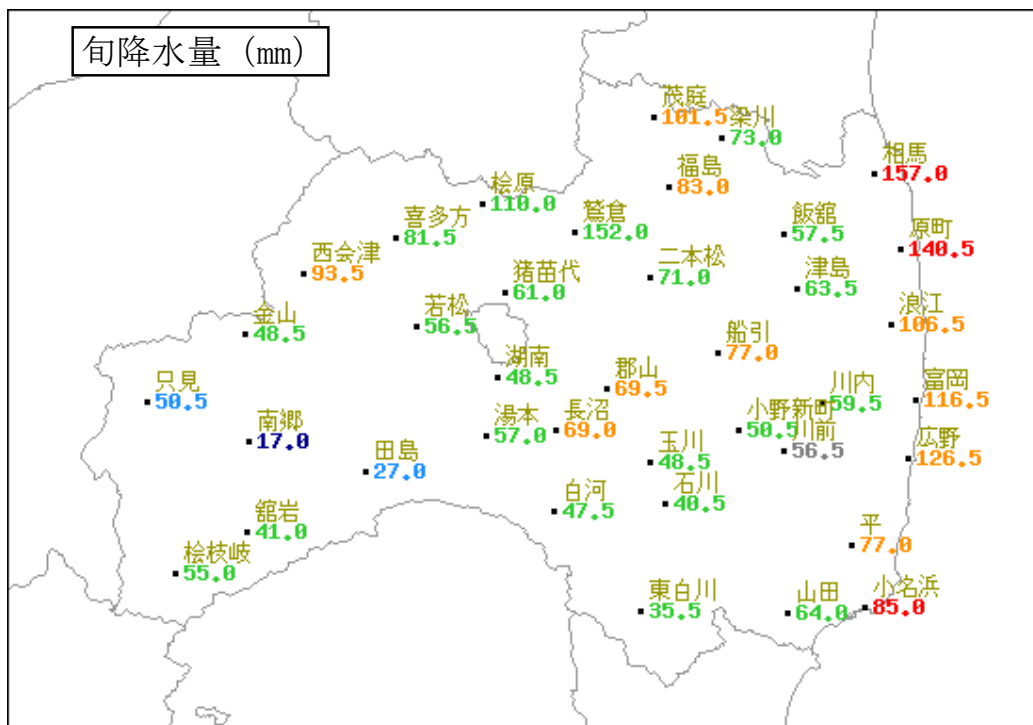 旬降水量 (mm)
茂庭
101.5
梁川
73.0
相馬
157.0
福島
83.0
桧原
110.0
鷲倉
152.0
飯舘
57.5
喜多方
81.5
原町
140.5
西会津
93.5
二本松
71.0
津島
63.5
猪苗代
61.0
若松
56.5
浪江
106.5
金山
48.5
船引
77.0
湖南
48.5
郡山
69.5
只見
50.5
川内
59.5
富岡
116.5
南郷
17.0
湯本
57.0
長沼
69.0
小野新町
50.5
川前
56.5
広野
126.5
田島
27.0
玉川
48.5
石川
40.5
白河
47.5
舘岩
41.0
平
77.0
桧枝岐
55.0
東白川
35.5
山田
64.0
小名浜
85.0